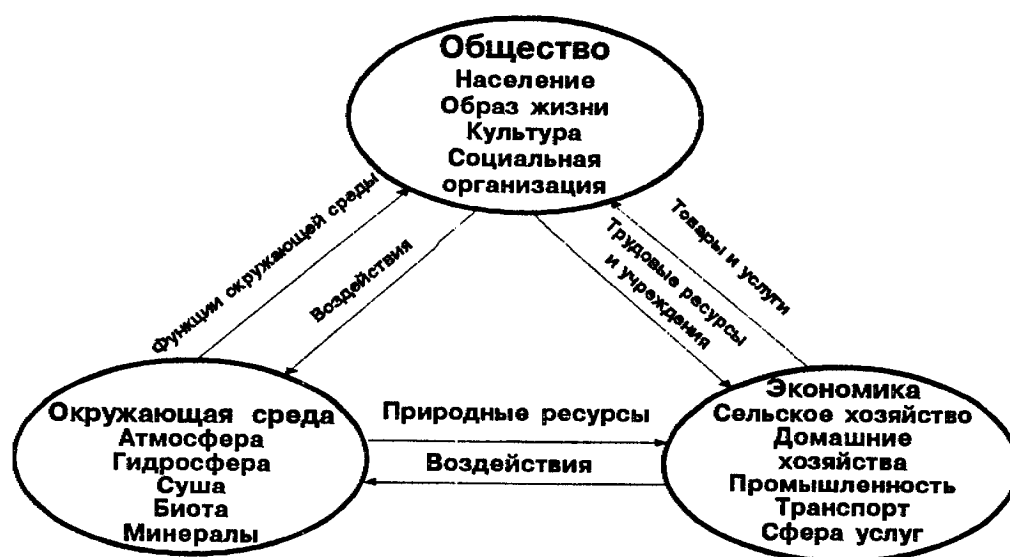 Общество
Население
Образ жизни
Культура
Социальная
организация
Функции окружающей среды
Воздействия
Товары и услуги
Трудовые ресурсы
и учреждения
Окружающая среда
Атмосфера
Гидросфера
Суша
Биота
Минералы
Природные ресурсы
Воздействия
Экономика
Сельское хозяйство
Домашние
хозяйства
Промышленность
Транспорт
Сфера услуг